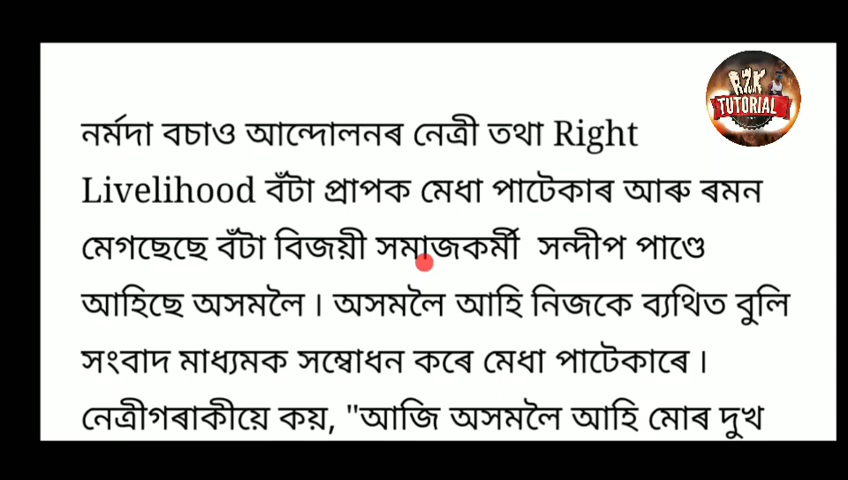 RZK
TUTORIAL
নৰ্মদা বচাও আন্দোলনৰ নেত্ৰী তথা Right
Livelihood বঁটা প্ৰাপক মেধা পাটেকাৰ আৰু ৰমন
মেগছেছে বঁটা বিজয়ী সমাজকৰ্মী সন্দীপ পাণ্ডে
আহিছে অসমলৈ। অসমলৈ আহি নিজকে ব্যথিত বুলি
সংবাদ মাধ্যমক সম্বোধন কৰে মেধা পাটেকাৰে।
নেত্ৰীগৰাকীয়ে কয়, "আজি অসমলৈ আহি মোৰ দুখ